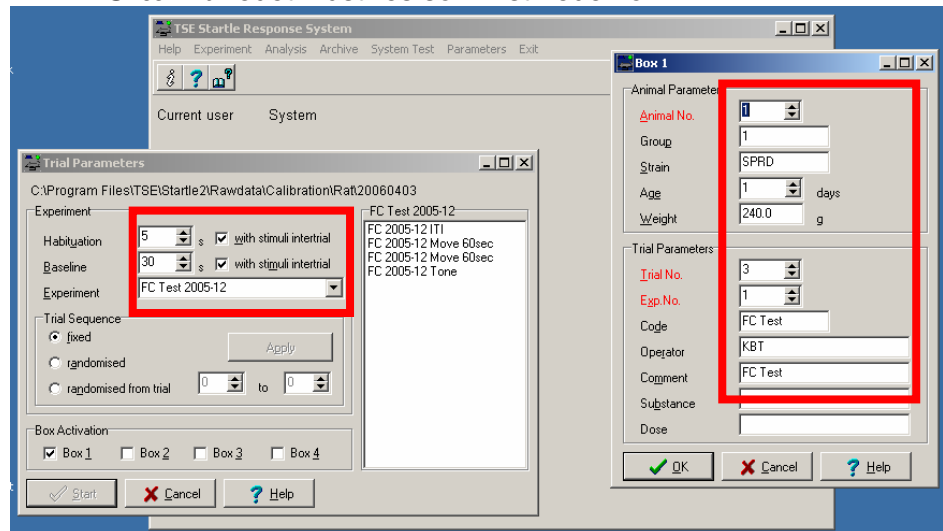 TSE Startle Response System
Help Experiment Analysis Archive System Test Parameters Exit
Current user System
Trial Parameters
C:\Program Files\TSE\Startle2\Rawdata\Calibration\Rat\20060403
Experiment
Habituation 5 s with stimuli intertrial
Baseline 30 s with stimuli intertrial
Experiment FC Test 2005-12
Trial Sequence
fixed
randomised
randomised from trial 0 to 0
Apply
Box Activation
Box 1 Box 2 Box 3 Box 4
Start Cancel Help
FC Test 2005-12
FC 2005-12 ITI
FC 2005-12 Move 60sec
FC 2005-12 Move 60sec
FC 2005-12 Tone
Box 1
Animal Parameter
Animal No. 1
Group 1
Strain SPRD
Age 1 days
Weight 240.0 g
Trial Parameters
Trial No. 3
Exp.No. 1
Code FC Test
Operator KBT
Comment FC Test
Substance
Dose
OK Cancel Help